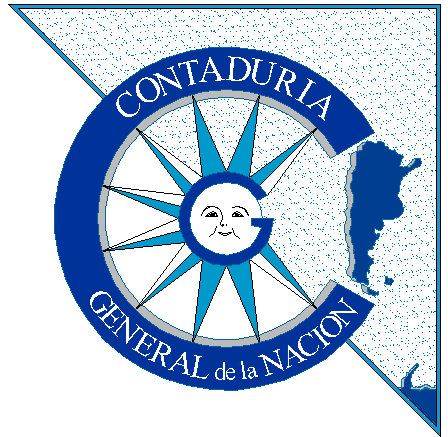 CONTADURIA
GENERAL de la NACION